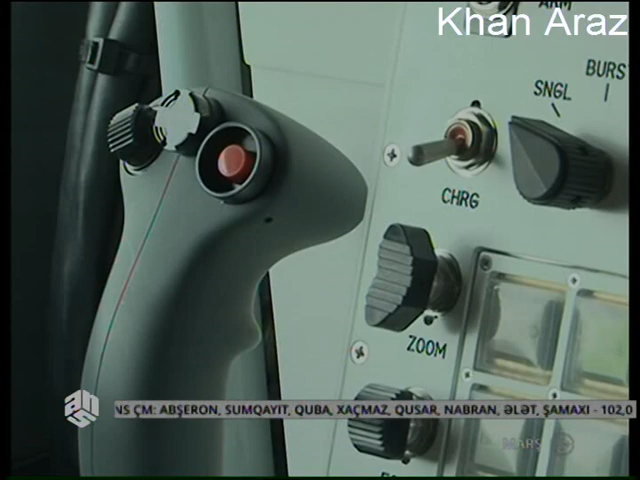 Khan Araz
ARM
BURS
SNGL
CHRG
ZOOM
NS ÇM: ABŞERON, SUMQAYIT, QUBA, XAÇMAZ, QUSAR, NABRAN, ƏLƏT, ŞAMAXI - 102,0
MARŞ